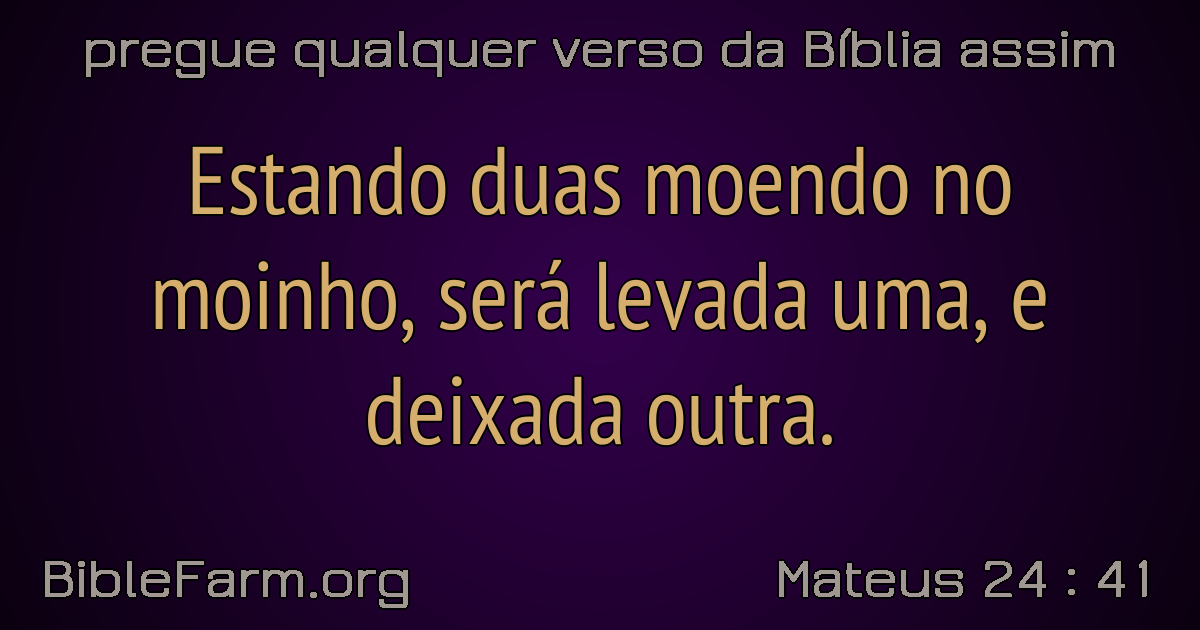 pregue qualquer verso da Bíblia assim
Estando duas moendo no
moinho, será levada uma, e
deixada outra.
BibleFarm.org
Mateus 24 : 41